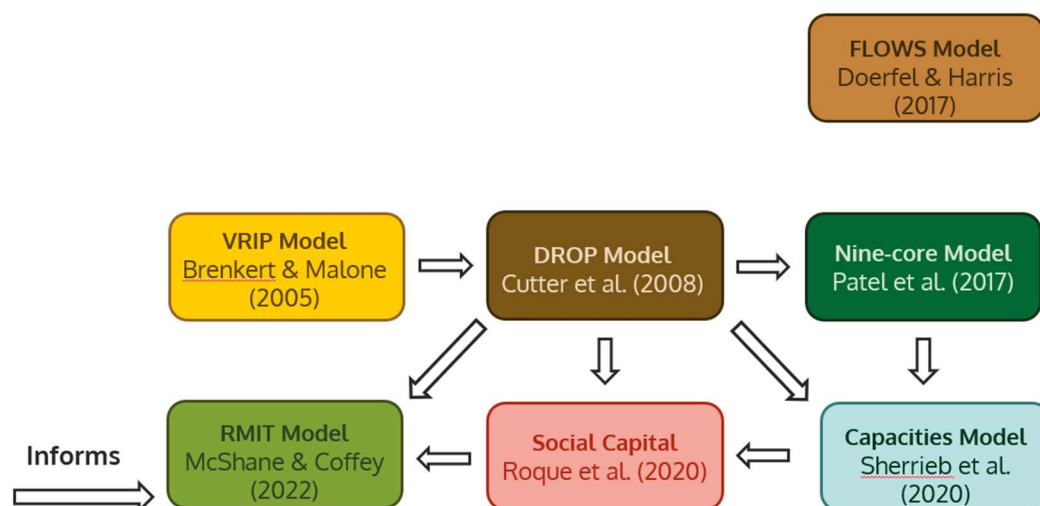 FLOWS Model
Doerfel & Harris
(2017)
VRIP Model
Brenkert & Malone
(2005)
DROP Model
Cutter et al. (2008)
Nine-core Model
Patel et al. (2017)
Informs
RMIT Model
McShane & Coffey
(2022)
Social Capital
Roque et al. (2020)
Capacities Model
Sherrieb et al.
(2020)